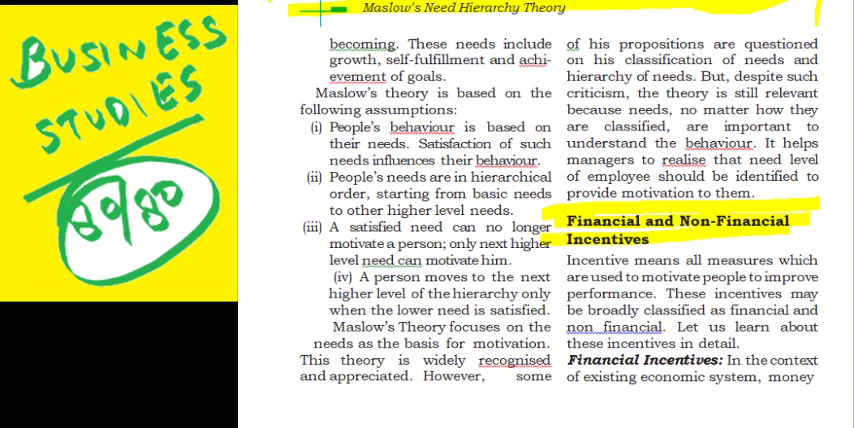 BUSINESS
STUDIES
80/80
Maslow's Need Hierarchy Theory
becoming. These needs include
growth, self-fulfillment and achi-
evement of goals.
Maslow's theory is based on the
following assumptions:
(i) People's behaviour is based on
their needs. Satisfaction of such
needs influences their behaviour.
(ii) People's needs are in hierarchical
order, starting from basic needs
to other higher level needs.
(iii) A satisfied need can no longer
motivate a person; only next higher
level need can motivate him.
(iv) A person moves to the next
higher level of the hierarchy only
when the lower need is satisfied.
Maslow's Theory focuses on the
needs as the basis for motivation.
This theory is widely recognised
and appreciated. However, some
of his propositions are questioned
on his classification of needs and
hierarchy of needs. But, despite such
criticism, the theory is still relevant
because needs, no matter how they
are classified, are important to
understand the behaviour. It helps
managers to realise that need level
of employee should be identified to
provide motivation to them.
Financial and Non-Financial
Incentives
Incentive means all measures which
are used to motivate people to improve
performance. These incentives may
be broadly classified as financial and
non financial. Let us learn about
these incentives in detail.
Financial Incentives: In the context
of existing economic system, money